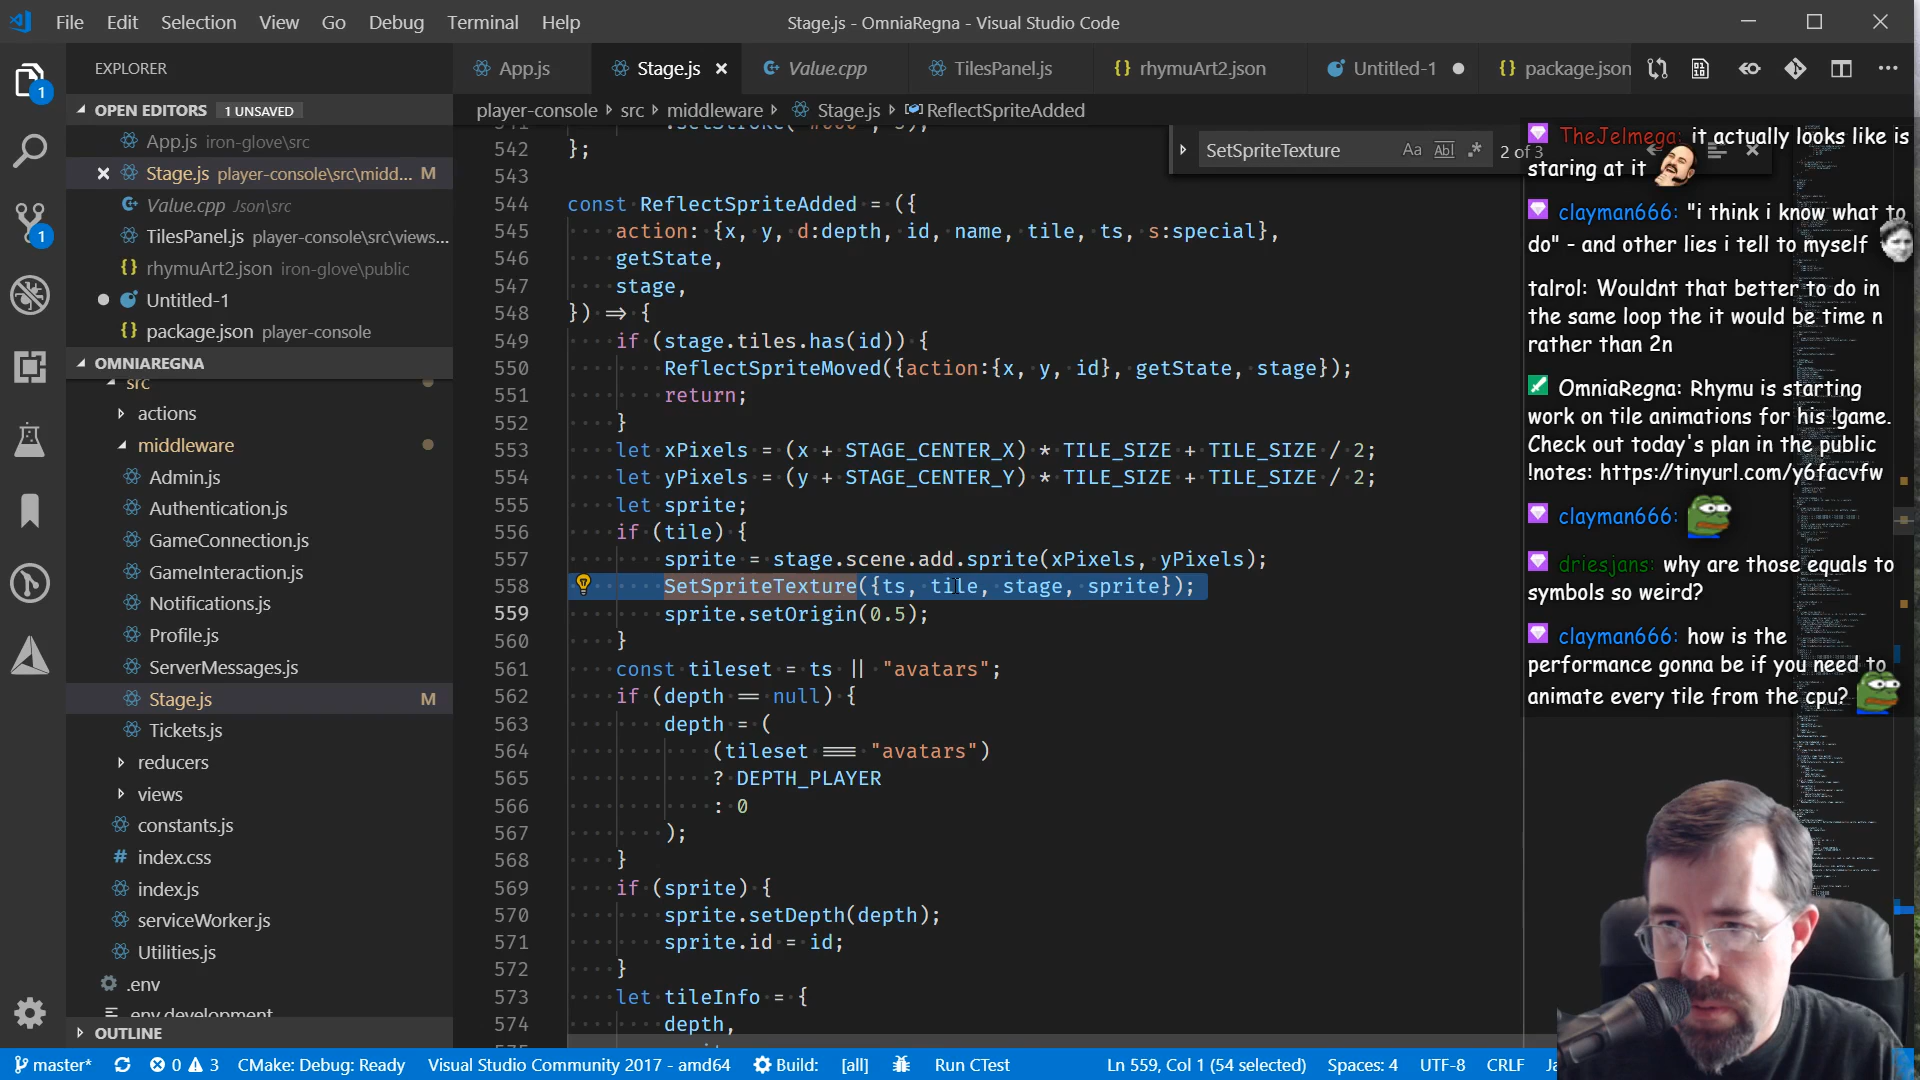 File Edit Selection View Go Debug Terminal Help
Stage.js - OmniaRegna - Visual Studio Code
EXPLORER
App.js
Stage.js
Value.cpp
TilesPanel.js
rhymuArt2.json
Untitled-1
package.json
OPEN EDITORS 1 UNSAVED
player-console > src > middleware > Stage.js > ReflectSpriteAdded
App.js iron-glove\src
Stage.js player-console\src\midd... M
Value.cpp Json\src
TilesPanel.js player-console\src\views...
rhymuArt2.json iron-glove\public
Untitled-1
package.json player-console
OMNIAREGNA
src
actions
middleware
Admin.js
Authentication.js
GameConnection.js
GameInteraction.js
Notifications.js
Profile.js
ServerMessages.js
Stage.js M
Tickets.js
reducers
views
constants.js
index.css
index.js
serviceWorker.js
Utilities.js
.env
.env.development
OUTLINE
1
1
SetSpriteTexture
Aa Abl .* 2 of 3
542 };
543
544 const ReflectSpriteAdded = ({
545 action: {x, y, d:depth, id, name, tile, ts, s:special},
546 getState,
547 stage,
548 }) => {
549 if (stage.tiles.has(id)) {
550 ReflectSpriteMoved({action:{x, y, id}, getState, stage});
551 return;
552 }
553 let xPixels = (x + STAGE_CENTER_X) * TILE_SIZE + TILE_SIZE / 2;
554 let yPixels = (y + STAGE_CENTER_Y) * TILE_SIZE + TILE_SIZE / 2;
555 let sprite;
556 if (tile) {
557 sprite = stage.scene.add.sprite(xPixels, yPixels);
558 SetSpriteTexture({ts, tile, stage, sprite});
559 sprite.setOrigin(0.5);
560 }
561 const tileset = ts || "avatars";
562 if (depth == null) {
563 depth = (
564 (tileset === "avatars")
565 ? DEPTH_PLAYER
566 : 0
567 );
568 }
569 if (sprite) {
570 sprite.setDepth(depth);
571 sprite.id = id;
572 }
573 let tileInfo = {
574 depth,
TheJelmega: it actually looks like is
staring at it
clayman666: "i think i know what to
do" - and other lies i tell to myself
talrol: Wouldnt that better to do in
the same loop the it would be time n
rather than 2n
OmniaRegna: Rhymu is starting
work on tile animations for his !game.
Check out today's plan in the public
!notes: https://tinyurl.com/y6facvfw
clayman666:
driesjans: why are those equals to
symbols so weird?
clayman666: how is the
performance gonna be if you need to
animate every tile from the cpu?
master* 0 3 CMake: Debug: Ready Visual Studio Community 2017 - amd64 Build: [all] Run CTest Ln 559, Col 1 (54 selected) Spaces: 4 UTF-8 CRLF